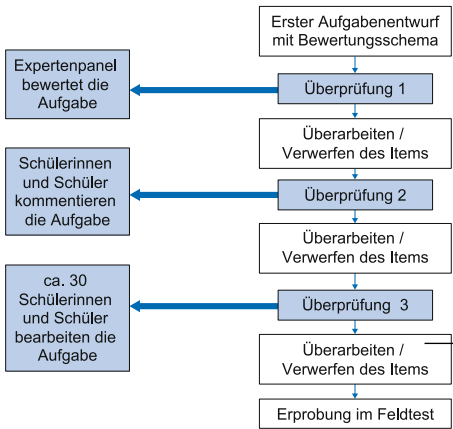 Erster Aufgabenentwurf
mit Bewertungsschema
Expertenpanel
bewertet die
Aufgabe
Überprüfung 1
Überarbeiten /
Verwerfen des Items
Schülerinnen
und Schüler
kommentieren
die Aufgabe
Überprüfung 2
Überarbeiten /
Verwerfen des Items
ca. 30
Schülerinnen
und Schüler
bearbeiten die
Aufgabe
Überprüfung 3
Überarbeiten /
Verwerfen des Items
Erprobung im Feldtest